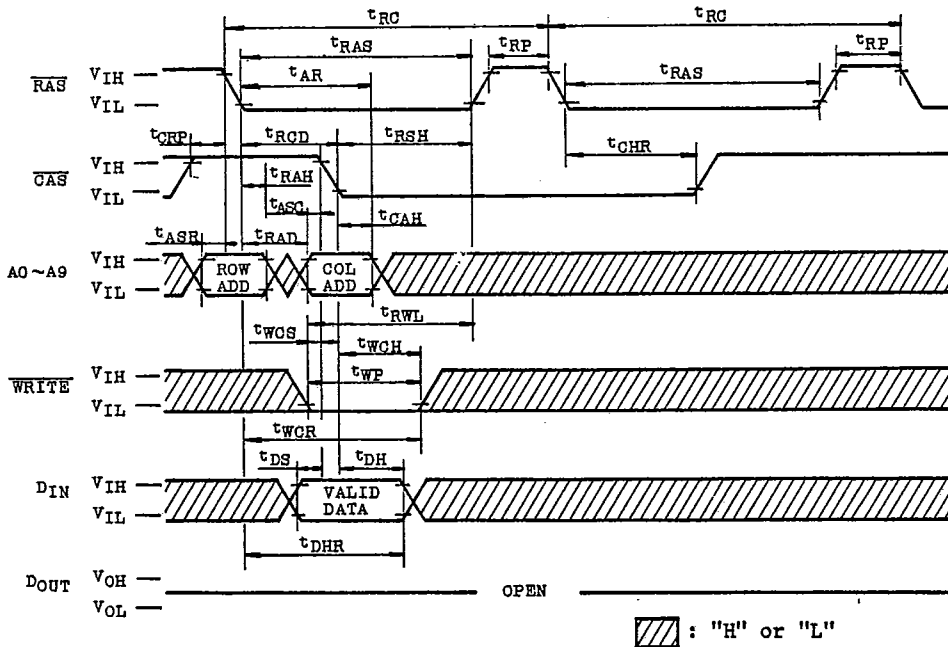 tRC tRC
tRAS tRP tRP
RAS VIH tAR tRAS
VIL
tCRP tRCD tRSH
CAS VIH tCHR
VIL tRAH
tASC tCAH
tASR tRAD
A0~A9 VIH ROW COL
VIL ADD ADD
tRWL
tWCS tWCH
WRITE VIH tWP
VIL
tWCR
tDS tDH
DIN VIH VALID
VIL DATA
tDHR
DOUT VOH
OPEN
VOL
: "H" or "L"